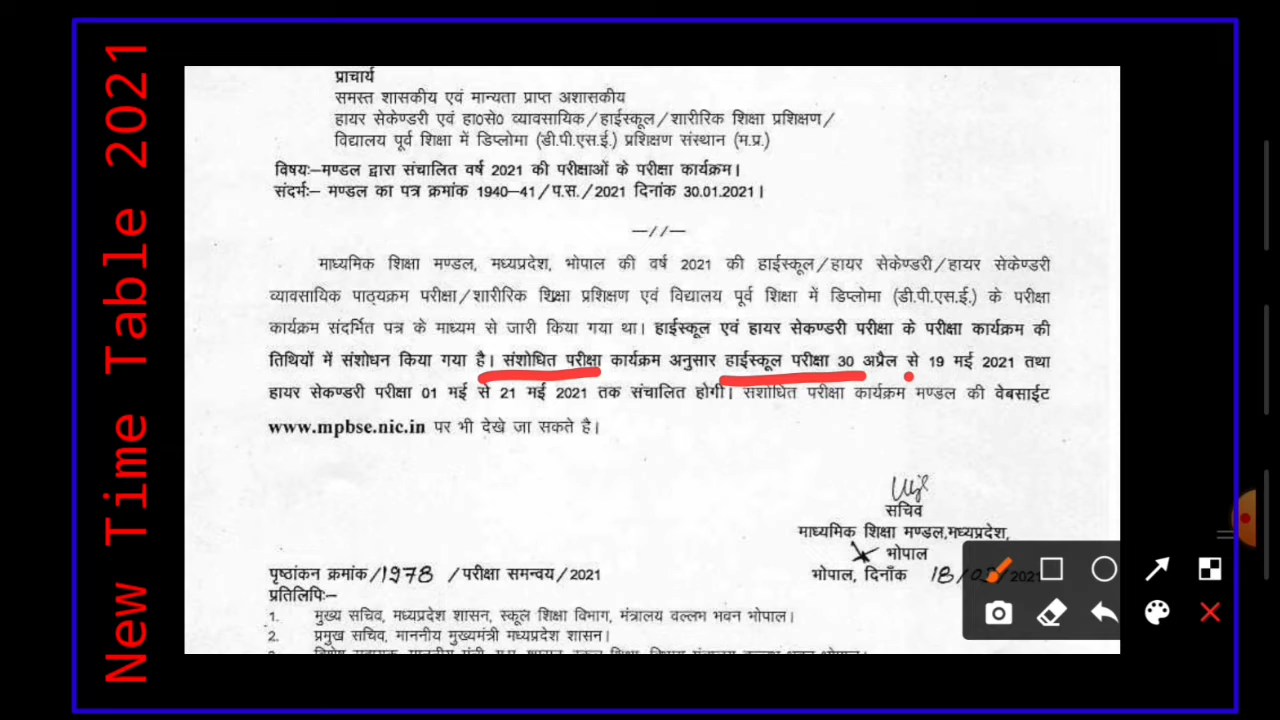 New Time Table 2021
प्राचार्य
समस्त शासकीय एवं मान्यता प्राप्त अशासकीय
हायर सेकेण्डरी एवं हा0से0 व्यावसायिक/हाईस्कूल/शारीरिक शिक्षा प्रशिक्षण/
विद्यालय पूर्व शिक्षा में डिप्लोमा (डी.पी.एस.ई.) प्रशिक्षण संस्थान (म.प्र.)
विषयः–मण्डल द्वारा संचालित वर्ष 2021 की परीक्षाओं के परीक्षा कार्यक्रम।
संदर्मः– मण्डल का पत्र क्रमांक 1940–41/प.स./2021 दिनांक 30.01.2021।
—//—
माध्यमिक शिक्षा मण्डल, मध्यप्रदेश, भोपाल की वर्ष 2021 की हाईस्कूल/हायर सेकेण्डरी/हायर सेकेण्डरी
व्यावसायिक पाठ्यक्रम परीक्षा/शारीरिक शिक्षा प्रशिक्षण एवं विद्यालय पूर्व शिक्षा में डिप्लोमा (डी.पी.एस.ई.) के परीक्षा
कार्यक्रम संदर्भित पत्र के माध्यम से जारी किया गया था। हाईस्कूल एवं हायर सेकण्डरी परीक्षा के परीक्षा कार्यक्रम की
तिथियों में संशोधन किया गया है। संशोधित परीक्षा कार्यक्रम अनुसार हाईस्कूल परीक्षा 30 अप्रैल से 19 मई 2021 तथा
हायर सेकण्डरी परीक्षा 01 मई से 21 मई 2021 तक संचालित होगी। संशोधित परीक्षा कार्यक्रम मण्डल की वेबसाईट
www.mpbse.nic.in पर भी देखे जा सकते है।
सचिव
माध्यमिक शिक्षा मण्डल,मध्यप्रदेश,
भोपाल
पृष्ठांकन क्रमांक/1978 /परीक्षा समन्वय/2021
भोपाल, दिनाँक 18/
प्रतिलिपिः–
1. मुख्य सचिव, मध्यप्रदेश शासन, स्कूल शिक्षा विभाग, मंत्रालय वल्लभ भवन भोपाल।
2. प्रमुख सचिव, माननीय मुख्यमंत्री मध्यप्रदेश शासन।